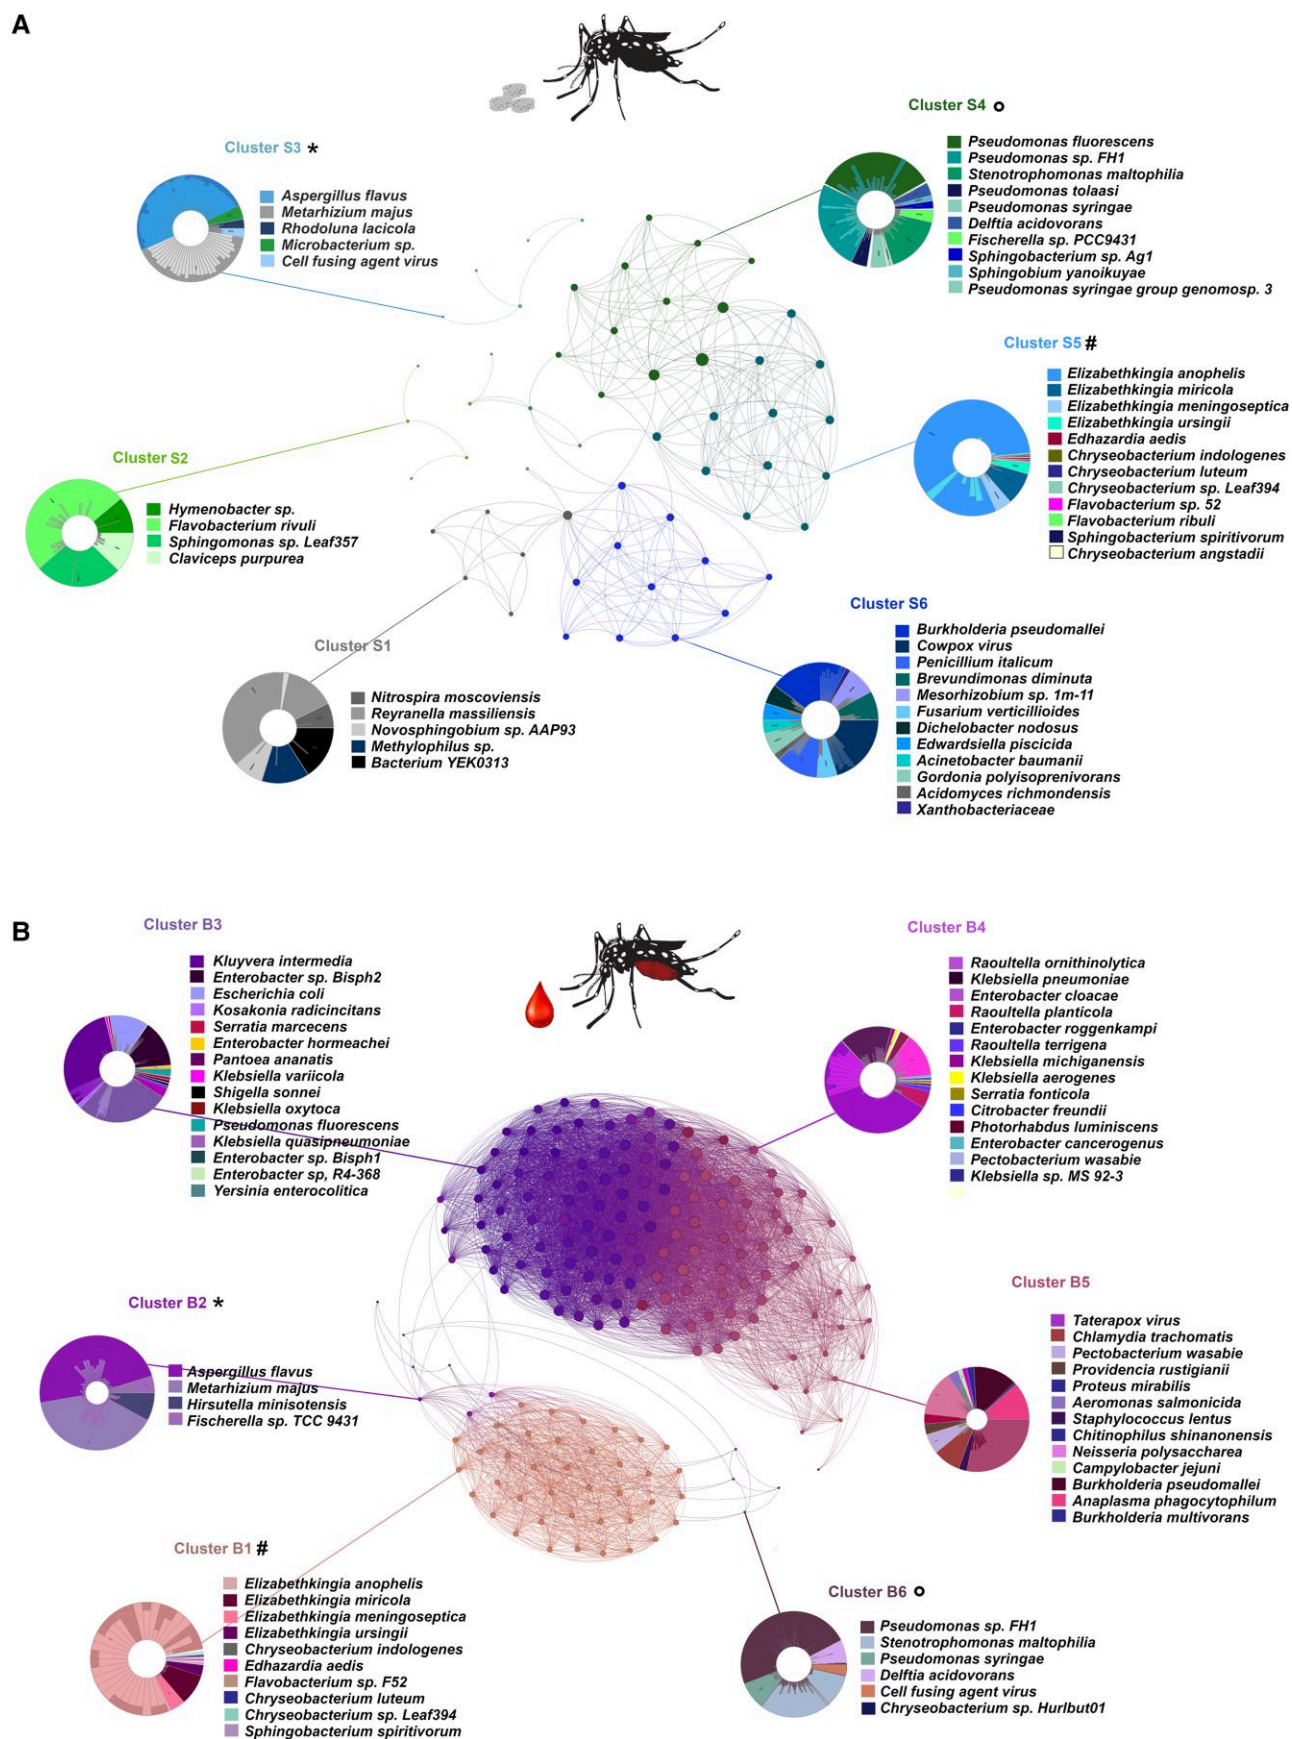 A
Cluster S3 *
Aspergillus flavus
Metarhizium majus
Rhodoluna lacicola
Microbacterium sp.
Cell fusing agent virus
Cluster S4 o
Pseudomonas fluorescens
Pseudomonas sp. FH1
Stenotrophomonas maltophilia
Pseudomonas tolaasi
Pseudomonas syringae
Delftia acidovorans
Fischerella sp. PCC9431
Sphingobacterium sp. Ag1
Sphingobium yanoikuyae
Pseudomonas syringae group genomosp. 3
Cluster S5 #
Elizabethkingia anophelis
Elizabethkingia miricola
Elizabethkingia meningoseptica
Elizabethkingia ursingii
Edhazardia aedis
Chryseobacterium indologenes
Chryseobacterium luteum
Chryseobacterium sp. Leaf394
Flavobacterium sp. 52
Flavobacterium ribuli
Sphingobacterium spiritivorum
Chryseobacterium angstadii
Cluster S2
Hymenobacter sp.
Flavobacterium rivuli
Sphingomonas sp. Leaf357
Claviceps purpurea
Cluster S1
Nitrospira moscoviensis
Reyranella massiliensis
Novosphingobium sp. AAP93
Methylophilus sp.
Bacterium YEK0313
Cluster S6
Burkholderia pseudomallei
Cowpox virus
Penicillium italicum
Brevundimonas diminuta
Mesorhizobium sp. 1m-11
Fusarium verticillioides
Dichelobacter nodosus
Edwardsiella piscicida
Acinetobacter baumanii
Gordonia polyisoprenivorans
Acidomyces richmondensis
Xanthobacteriaceae
B
Cluster B3
Kluyvera intermedia
Enterobacter sp. Bisph2
Escherichia coli
Kosakonia radicincitans
Serratia marcecens
Enterobacter hormeachei
Pantoea ananatis
Klebsiella variicola
Shigella sonnei
Klebsiella oxytoca
Pseudomonas fluorescens
Klebsiella quasipneumoniae
Enterobacter sp. Bisph1
Enterobacter sp, R4-368
Yersinia enterocolitica
Cluster B4
Raoultella ornithinolytica
Klebsiella pneumoniae
Enterobacter cloacae
Raoultella planticola
Enterobacter roggenkampi
Raoultella terrigena
Klebsiella michiganensis
Klebsiella aerogenes
Serratia fonticola
Citrobacter freundii
Photorhabdus luminiscens
Enterobacter cancerogenus
Pectobacterium wasabie
Klebsiella sp. MS 92-3
Cluster B2 *
Aspergillus flavus
Metarhizium majus
Hirsutella minisotensis
Fischerella sp. TCC 9431
Cluster B5
Taterapox virus
Chlamydia trachomatis
Pectobacterium wasabie
Providencia rustigianii
Proteus mirabilis
Aeromonas salmonicida
Staphylococcus lentus
Chitinophilus shinanonensis
Neisseria polysaccharea
Campylobacter jejuni
Burkholderia pseudomallei
Anaplasma phagocytophilum
Burkholderia multivorans
Cluster B1 #
Elizabethkingia anophelis
Elizabethkingia miricola
Elizabethkingia meningoseptica
Elizabethkingia ursingii
Chryseobacterium indologenes
Edhazardia aedis
Flavobacterium sp. F52
Chryseobacterium luteum
Chryseobacterium sp. Leaf394
Sphingobacterium spiritivorum
Cluster B6 o
Pseudomonas sp. FH1
Stenotrophomonas maltophilia
Pseudomonas syringae
Delftia acidovorans
Cell fusing agent virus
Chryseobacterium sp. Hurlbut01